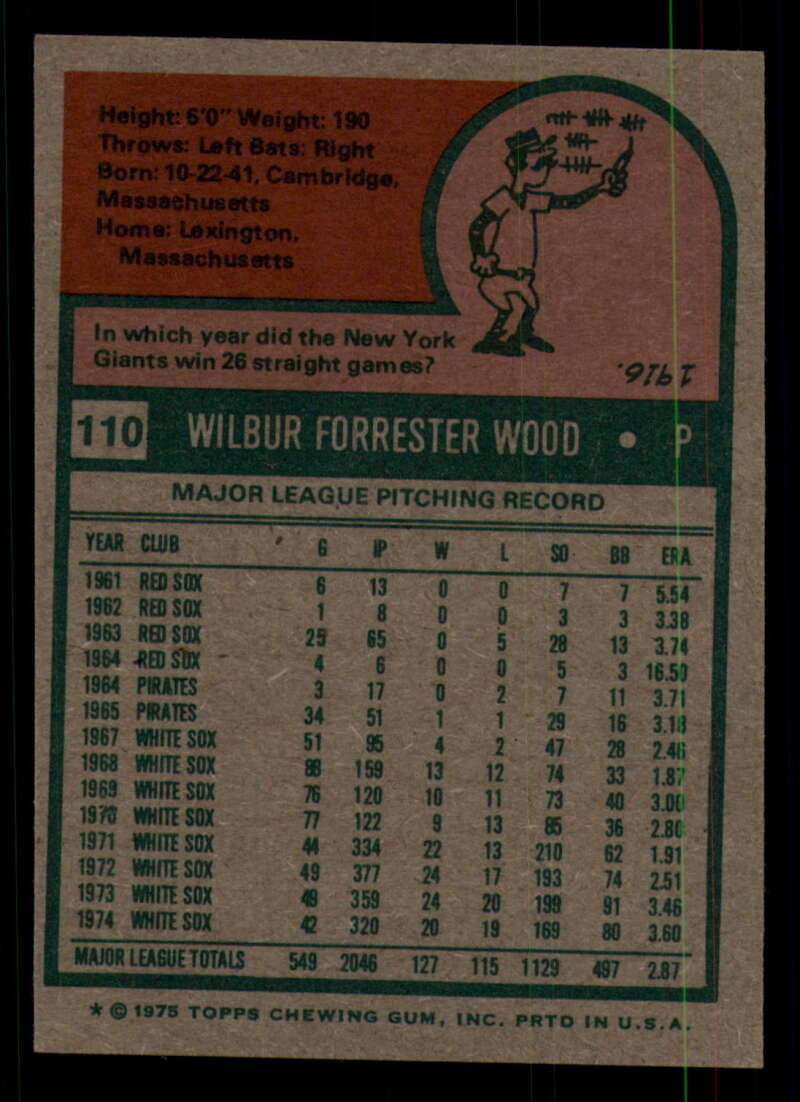 Height: 6'0" Weight: 190
Throws: Left Bats: Right
Born: 10-22-41, Cambridge,
Massachusetts
Home: Lexington,
Massachusetts
In which year did the New York
Giants win 26 straight games?
1916.
110 WILBUR FORRESTER WOOD • P
MAJOR LEAGUE PITCHING RECORD
YEAR CLUB G IP W L SO BB ERA
1961 RED SOX 6 13 0 0 7 7 5.54
1962 RED SOX 1 8 0 0 3 3 3.38
1963 RED SOX 25 65 0 5 28 13 3.74
1964 RED SOX 4 6 0 0 5 3 16.50
1964 PIRATES 3 17 0 2 7 11 3.71
1965 PIRATES 34 51 1 1 29 16 3.18
1967 WHITE SOX 51 95 4 2 47 28 2.46
1968 WHITE SOX 88 159 13 12 74 33 1.87
1969 WHITE SOX 76 120 10 11 73 40 3.00
1970 WHITE SOX 77 122 9 13 85 36 2.80
1971 WHITE SOX 44 334 22 13 210 62 1.91
1972 WHITE SOX 49 377 24 17 193 74 2.51
1973 WHITE SOX 49 359 24 20 199 91 3.46
1974 WHITE SOX 42 320 20 19 169 80 3.60
MAJOR LEAGUE TOTALS 549 2046 127 115 1129 497 2.87
* © 1975 TOPPS CHEWING GUM, INC. PRTD IN U.S.A.